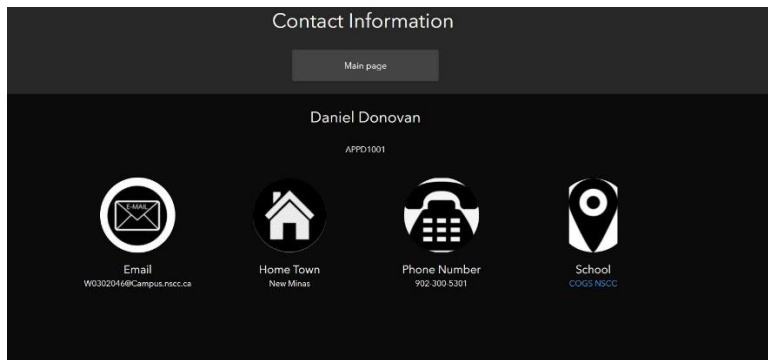 Contact Information
Main page
Daniel Donovan
APPD1001
E-MAIL
Email
W0302046@Campus.nscc.ca
Home Town
New Minas
Phone Number
902-300-5301
School
COGS NSCC